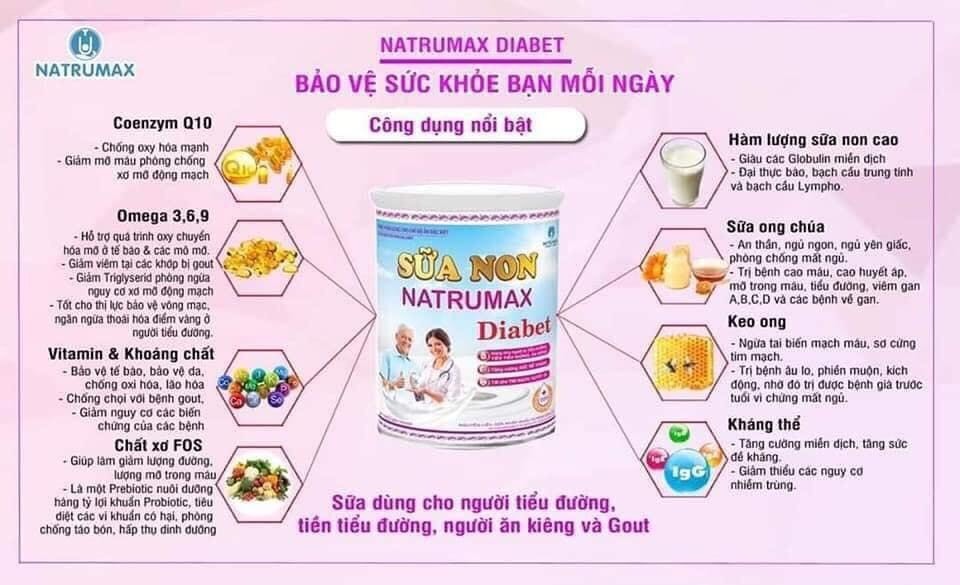 NATRUMAX
NATRUMAX DIABET
BẢO VỆ SỨC KHỎE BẠN MỖI NGÀY
Công dụng nổi bật
Coenzym Q10
- Chống oxy hóa mạnh
- Giảm mỡ máu phòng chống
xơ mỡ động mạch
Q10
Omega 3,6,9
- Hỗ trợ quá trình oxy chuyển
hóa mỡ ở tế bào & các mô mỡ.
- Giảm viêm tại các khớp bị gout
- Giảm Triglyserid phòng ngừa
nguy cơ xơ mỡ động mạch
- Tốt cho thị lực bảo vệ võng mạc,
ngăn ngừa thoái hóa điểm vàng ở
người tiểu đường.
Vitamin & Khoáng chất
- Bảo vệ tế bào, bảo vệ da,
chống oxi hóa, lão hóa
- Chống chọi với bệnh gout,
- Giảm nguy cơ các biến
chứng của các bệnh
Chất xơ FOS
- Giúp làm giảm lượng đường,
lượng mỡ trong máu
- Là một Prebiotic nuôi dưỡng
hàng tỷ lợi khuẩn Probiotic, tiêu
diệt các vi khuẩn có hại, phòng
chống táo bón, hấp thụ dinh dưỡng
NATRUMAX
SỮA NON
NATRUMAX
Diabet
Hàm lượng sữa non cao
- Giàu các Globulin miễn dịch
- Đại thực bào, bạch cầu trung tính
và bạch cầu Lympho.
Sữa ong chúa
- An thần, ngủ ngon, ngủ yên giấc,
phòng chống mất ngủ.
- Trị bệnh cao máu, cao huyết áp,
mỡ trong máu, tiểu đường, viêm gan
A,B,C,D và các bệnh về gan.
Keo ong
- Ngừa tai biến mạch máu, sơ cứng
tim mạch.
- Trị bệnh âu lo, phiền muộn, kích
động, nhờ đó trị được bệnh già trước
tuổi vi chứng mất ngủ.
Kháng thể
- Tăng cường miễn dịch, tăng sức
đề kháng.
- Giảm thiểu các nguy cơ
nhiễm trùng.
IgG
Sữa dùng cho người tiểu đường,
tiền tiểu đường, người ăn kiêng và Gout